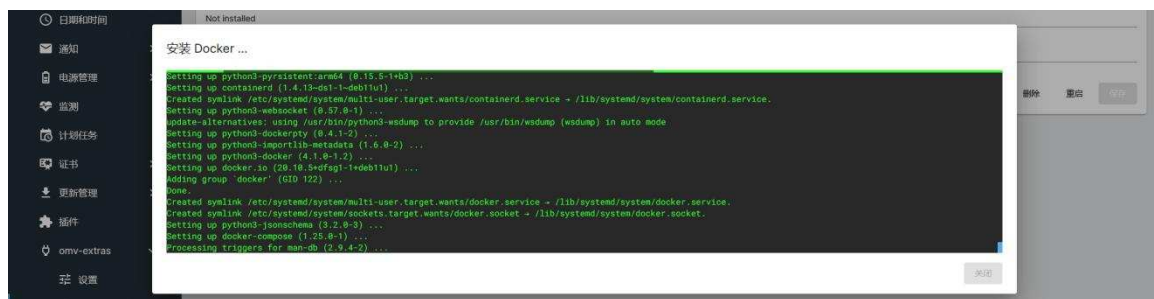 日期和时间
Not installed
通知
安装 Docker ...
电源管理
Setting up python3-pyrsistent:arm64 (0.15.5-1+b3) ...
Setting up containerd (1.4.13~ds1-1~deb11u1) ...
Created symlink /etc/systemd/system/multi-user.target.wants/containerd.service → /lib/systemd/system/containerd.service.
监测
删除 重启 保存
Setting up python3-websocket (0.57.0-1) ...
update-alternatives: using /usr/bin/python3-wsdump to provide /usr/bin/wsdump (wsdump) in auto mode
Setting up python3-dockerpty (0.4.1-2) ...
计划任务
Setting up python3-importlib-metadata (1.6.0-2) ...
Setting up python3-docker (4.1.0-1.2) ...
证书
Setting up docker.io (20.10.5+dfsg1-1+deb11u1) ...
Adding group `docker' (GID 122) ...
Done.
更新管理
Created symlink /etc/systemd/system/multi-user.target.wants/docker.service → /lib/systemd/system/docker.service.
Created symlink /etc/systemd/system/sockets.target.wants/docker.socket → /lib/systemd/system/docker.socket.
插件
Setting up python3-jsonschema (3.2.0-3) ...
Setting up docker-compose (1.25.0-1) ...
Processing triggers for man-db (2.9.4-2) ...
omv-extras
关闭
设置